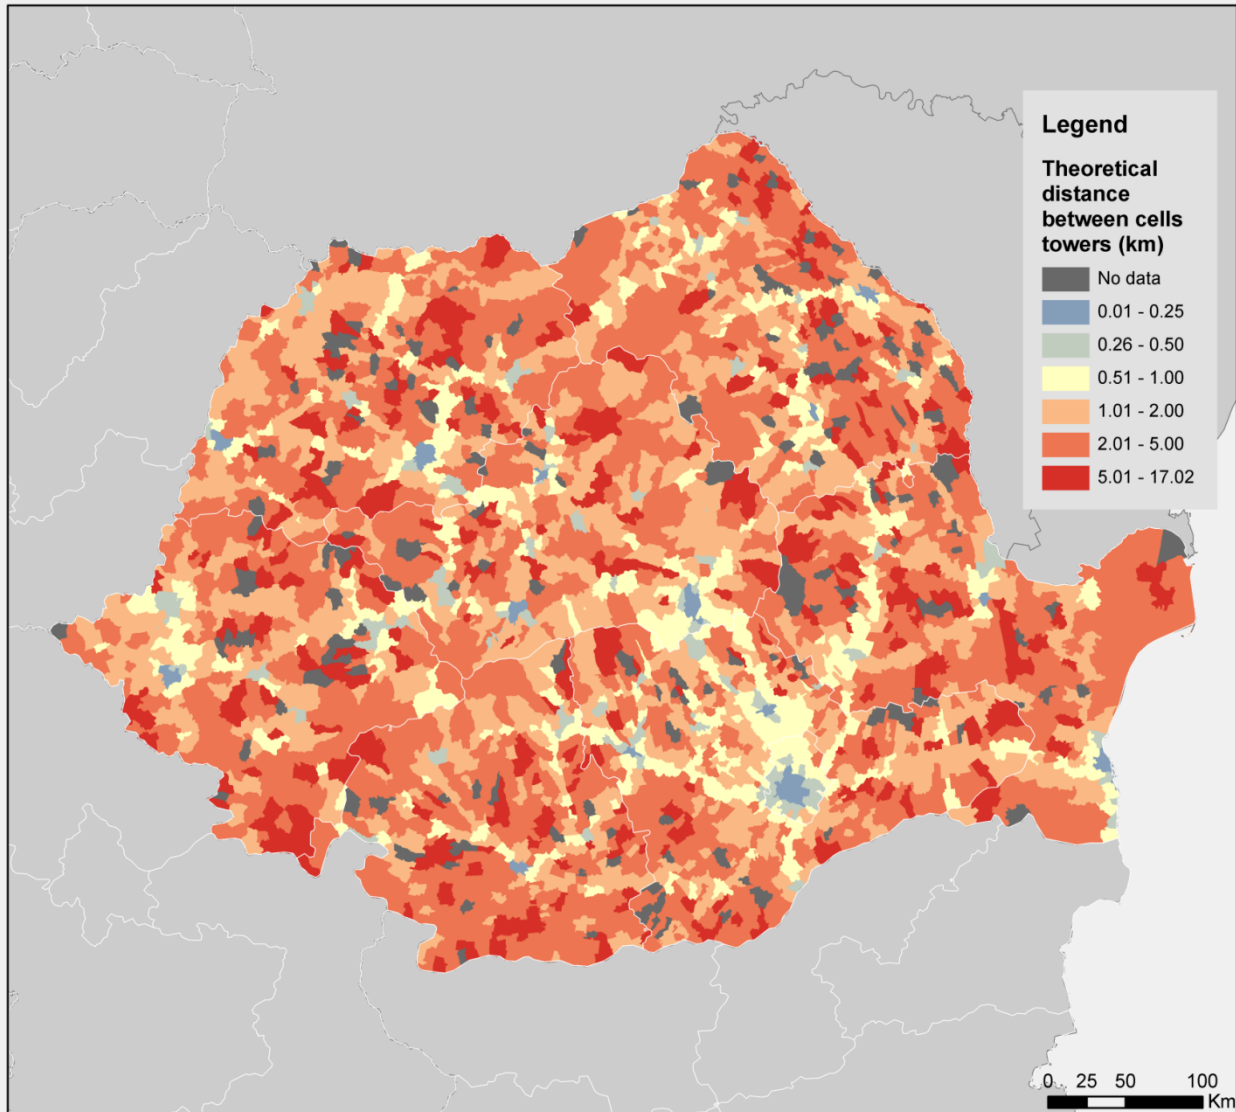 Legend
Theoretical
distance
between cells
towers (km)
No data
0.01 - 0.25
0.26 - 0.50
0.51 - 1.00
1.01 - 2.00
2.01 - 5.00
5.01 - 17.02
0 25 50 100
Km